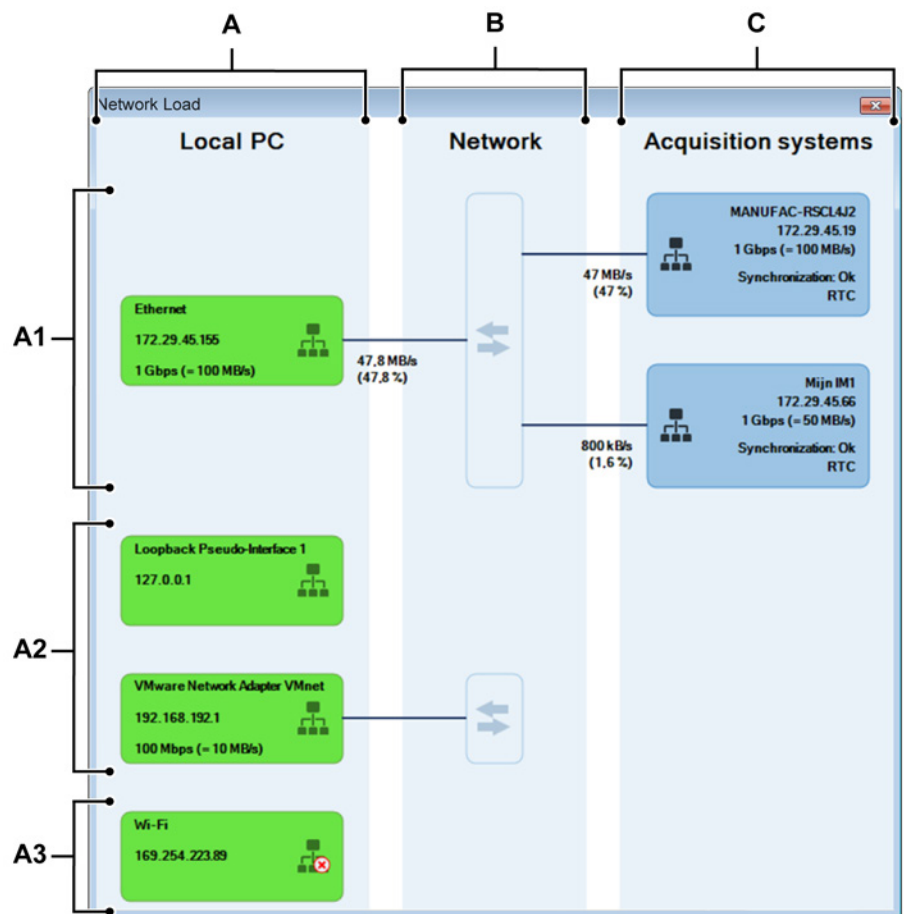 A
B
C
Network Load
Local PC
Network
Acquisition systems
A1
Ethernet
172.29.45.155
1 Gbps (= 100 MB/s)
47,8 MB/s
(47,8 %)
47 MB/s
(47 %)
MANUFAC-RSCL4J2
172.29.45.19
1 Gbps (= 100 MB/s)
Synchronization: Ok
RTC
800 kB/s
(1,6 %)
Mijn IM1
172.29.45.66
1 Gbps (= 50 MB/s)
Synchronization: Ok
RTC
A2
Loopback Pseudo-Interface 1
127.0.0.1
VMware Network Adapter VMnet
192.168.192.1
100 Mbps (= 10 MB/s)
A3
Wi-Fi
169.254.223.89